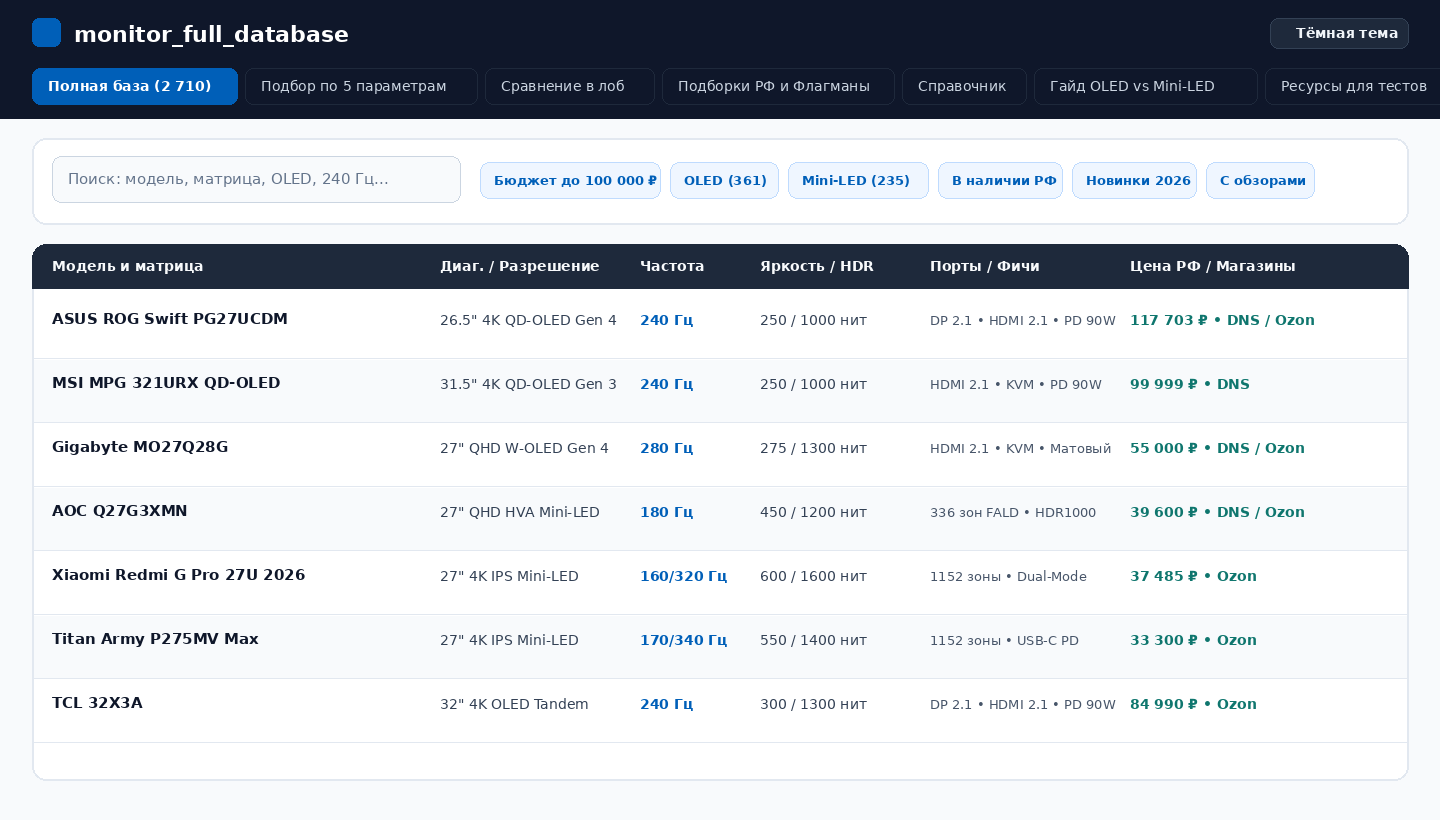 monitor_full_database
Тёмная тема
Полная база (2 710)
Подбор по 5 параметрам
Сравнение в лоб
Подборки РФ и Флагманы
Справочник
Гайд OLED vs Mini-LED
Ресурсы для тестов
Поиск: модель, матрица, OLED, 240 Гц...
Бюджет до 100 000 ₽
OLED (361)
Mini-LED (235)
В наличии РФ
Новинки 2026
С обзорами
Модель и матрица Диаг. / Разрешение Частота Яркость / HDR Порты / Фичи Цена РФ / Магазины
ASUS ROG Swift PG27UCDM 26.5" 4K QD-OLED Gen 4 240 Гц 250 / 1000 нит DP 2.1 • HDMI 2.1 • PD 90W 117 703 ₽ • DNS / Ozon
MSI MPG 321URX QD-OLED 31.5" 4K QD-OLED Gen 3 240 Гц 250 / 1000 нит HDMI 2.1 • KVM • PD 90W 99 999 ₽ • DNS
Gigabyte MO27Q28G 27" QHD W-OLED Gen 4 280 Гц 275 / 1300 нит HDMI 2.1 • KVM • Матовый 55 000 ₽ • DNS / Ozon
AOC Q27G3XMN 27" QHD HVA Mini-LED 180 Гц 450 / 1200 нит 336 зон FALD • HDR1000 39 600 ₽ • DNS / Ozon
Xiaomi Redmi G Pro 27U 2026 27" 4K IPS Mini-LED 160/320 Гц 600 / 1600 нит 1152 зоны • Dual-Mode 37 485 ₽ • Ozon
Titan Army P275MV Max 27" 4K IPS Mini-LED 170/340 Гц 550 / 1400 нит 1152 зоны • USB-C PD 33 300 ₽ • Ozon
TCL 32X3A 32" 4K OLED Tandem 240 Гц 300 / 1300 нит DP 2.1 • HDMI 2.1 • PD 90W 84 990 ₽ • Ozon